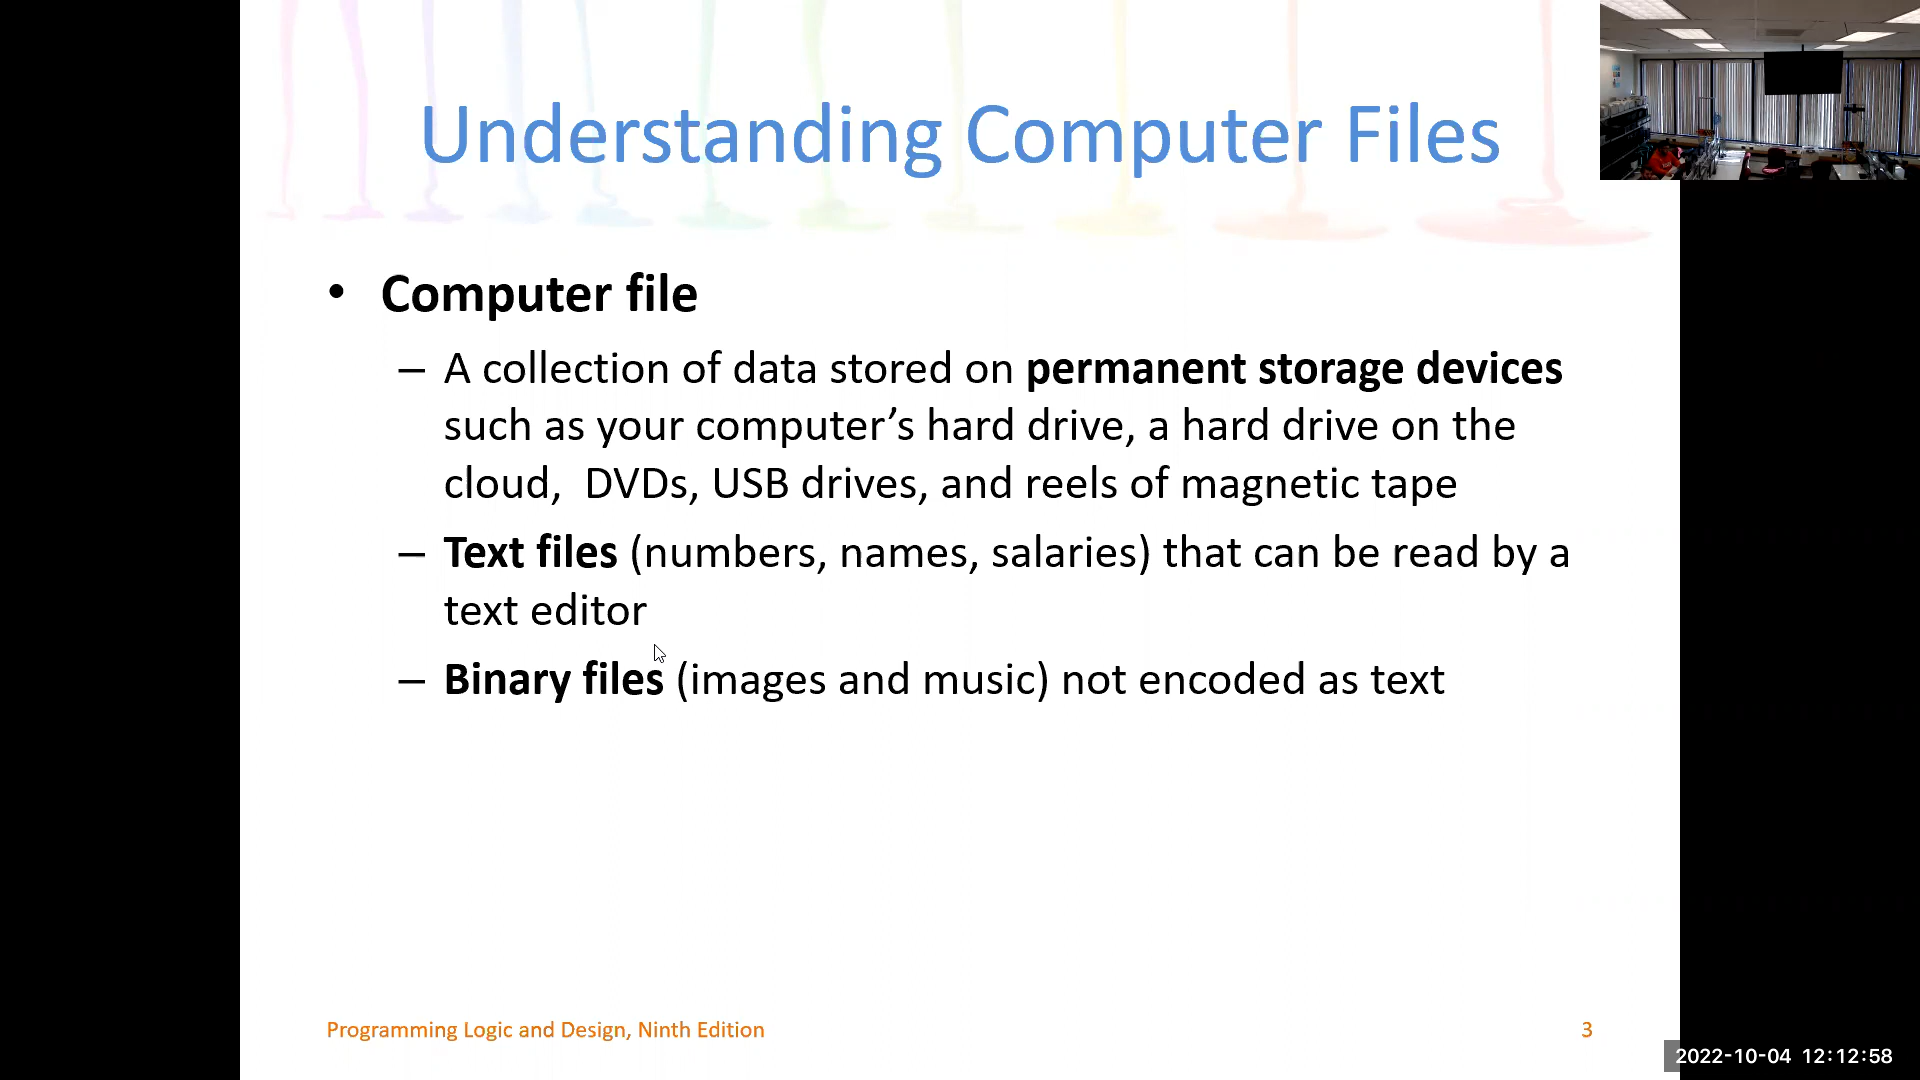 Understanding Computer Files
• Computer file
– A collection of data stored on permanent storage devices
such as your computer’s hard drive, a hard drive on the
cloud,  DVDs, USB drives, and reels of magnetic tape
– Text files (numbers, names, salaries) that can be read by a
text editor
– Binary files (images and music) not encoded as text
Programming Logic and Design, Ninth Edition
3
2022-10-04 12:12:58